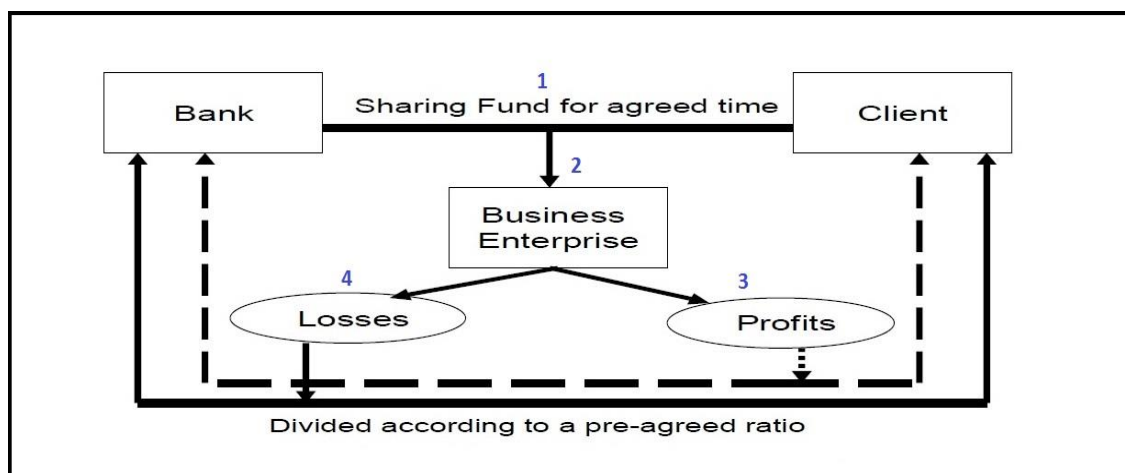 1
Bank
Sharing Fund for agreed time
Client
2
Business
Enterprise
4
3
Losses
Profits
Divided according to a pre-agreed ratio